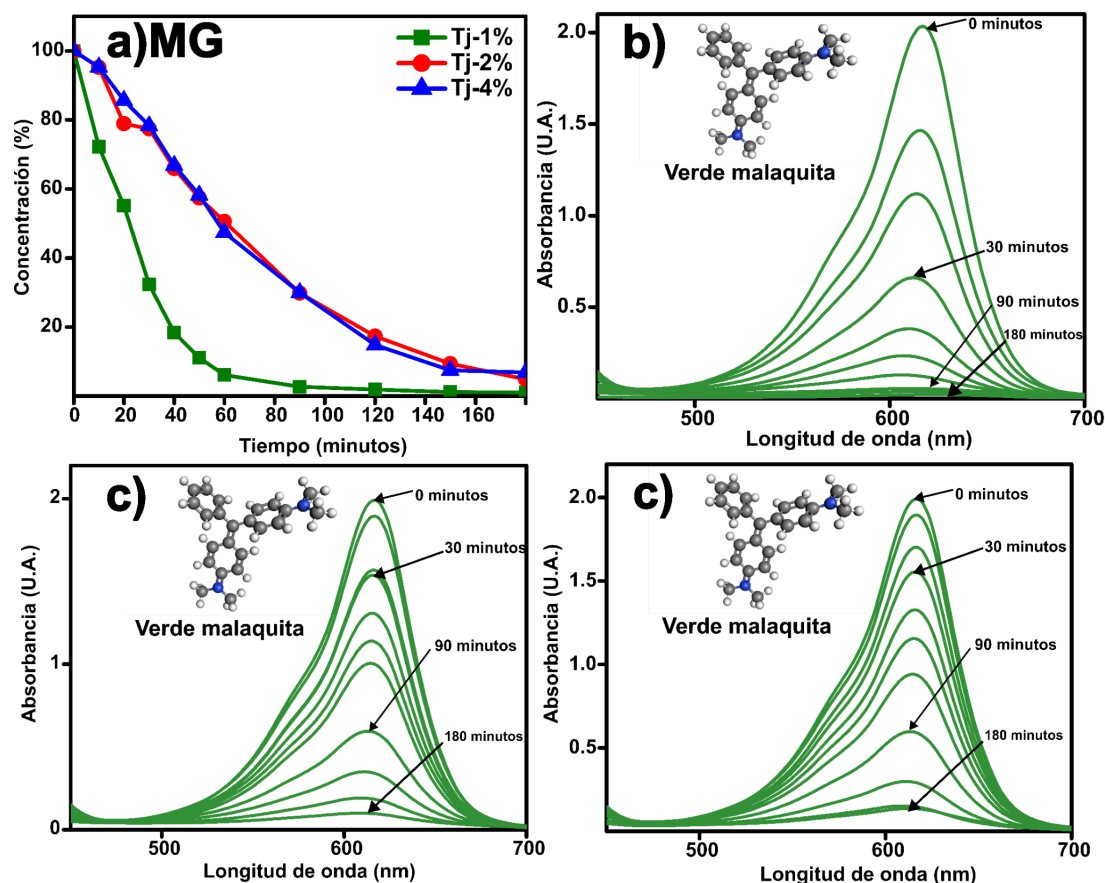 a)MG
Tj-1%
Tj-2%
Tj-4%
Concentración (%)
100
80
60
40
20
0 20 40 60 80 100 120 140 160
Tiempo (minutos)
b)
0 minutos
Verde malaquita
30 minutos
90 minutos
180 minutos
Absorbancia (U.A.)
2.0
1.5
1.0
0.5
500 600 700
Longitud de onda (nm)
c)
0 minutos
30 minutos
Verde malaquita
90 minutos
180 minutos
Absorbancia (U.A.)
2
1
0
500 600 700
Longitud de onda (nm)
c)
0 minutos
30 minutos
Verde malaquita
90 minutos
180 minutos
Absorbancia (U.A.)
2.0
1.5
1.0
0.5
500 600 700
Longitud de onda (nm)